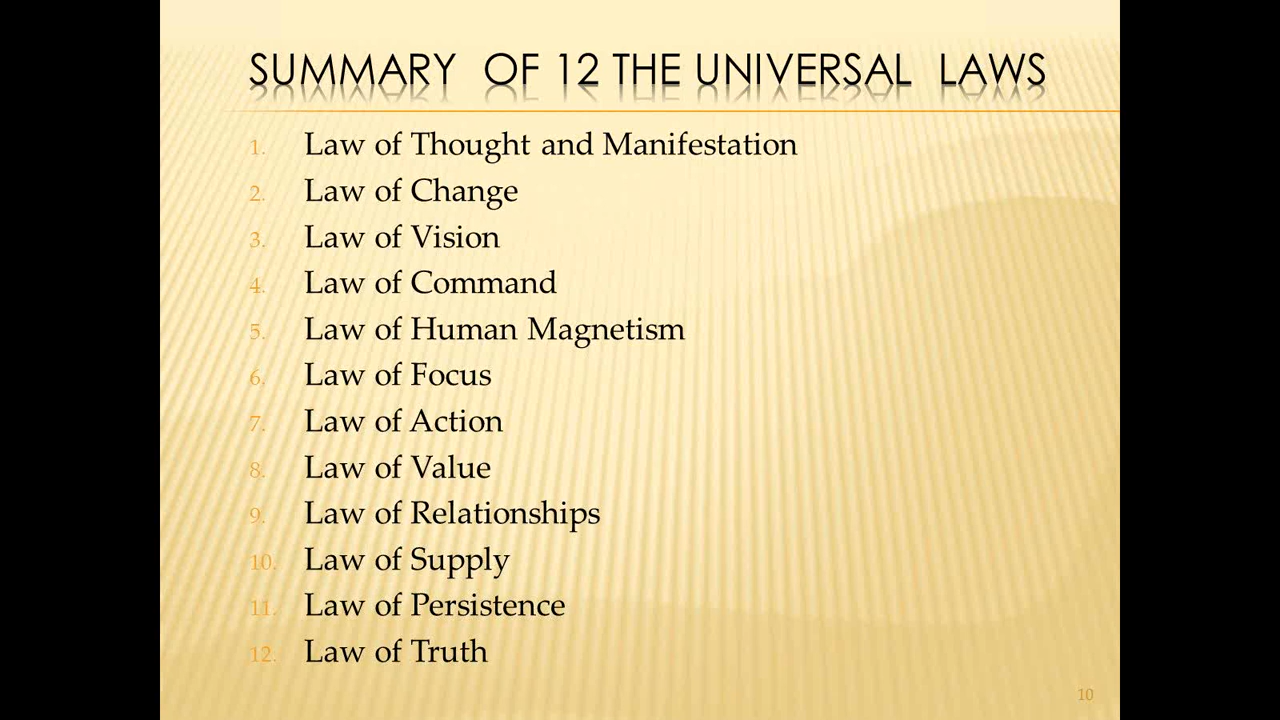 SUMMARY OF 12 THE UNIVERSAL LAWS
1. Law of Thought and Manifestation
2. Law of Change
3. Law of Vision
4. Law of Command
5. Law of Human Magnetism
6. Law of Focus
7. Law of Action
8. Law of Value
9. Law of Relationships
10. Law of Supply
11. Law of Persistence
12. Law of Truth
10